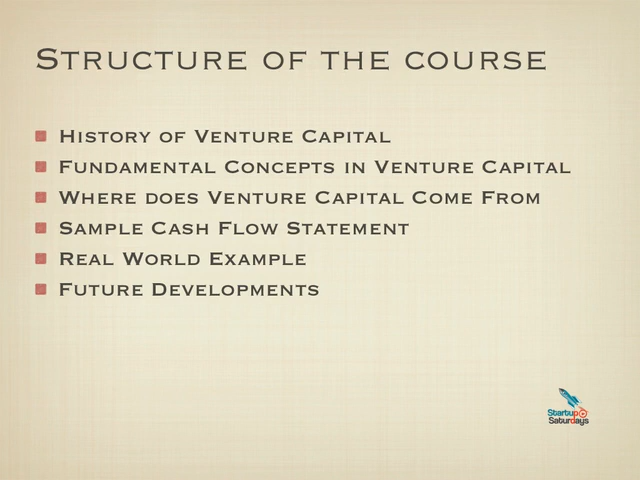 Structure of the course
History of Venture Capital
Fundamental Concepts in Venture Capital
Where does Venture Capital Come From
Sample Cash Flow Statement
Real World Example
Future Developments
Startup
Saturdays